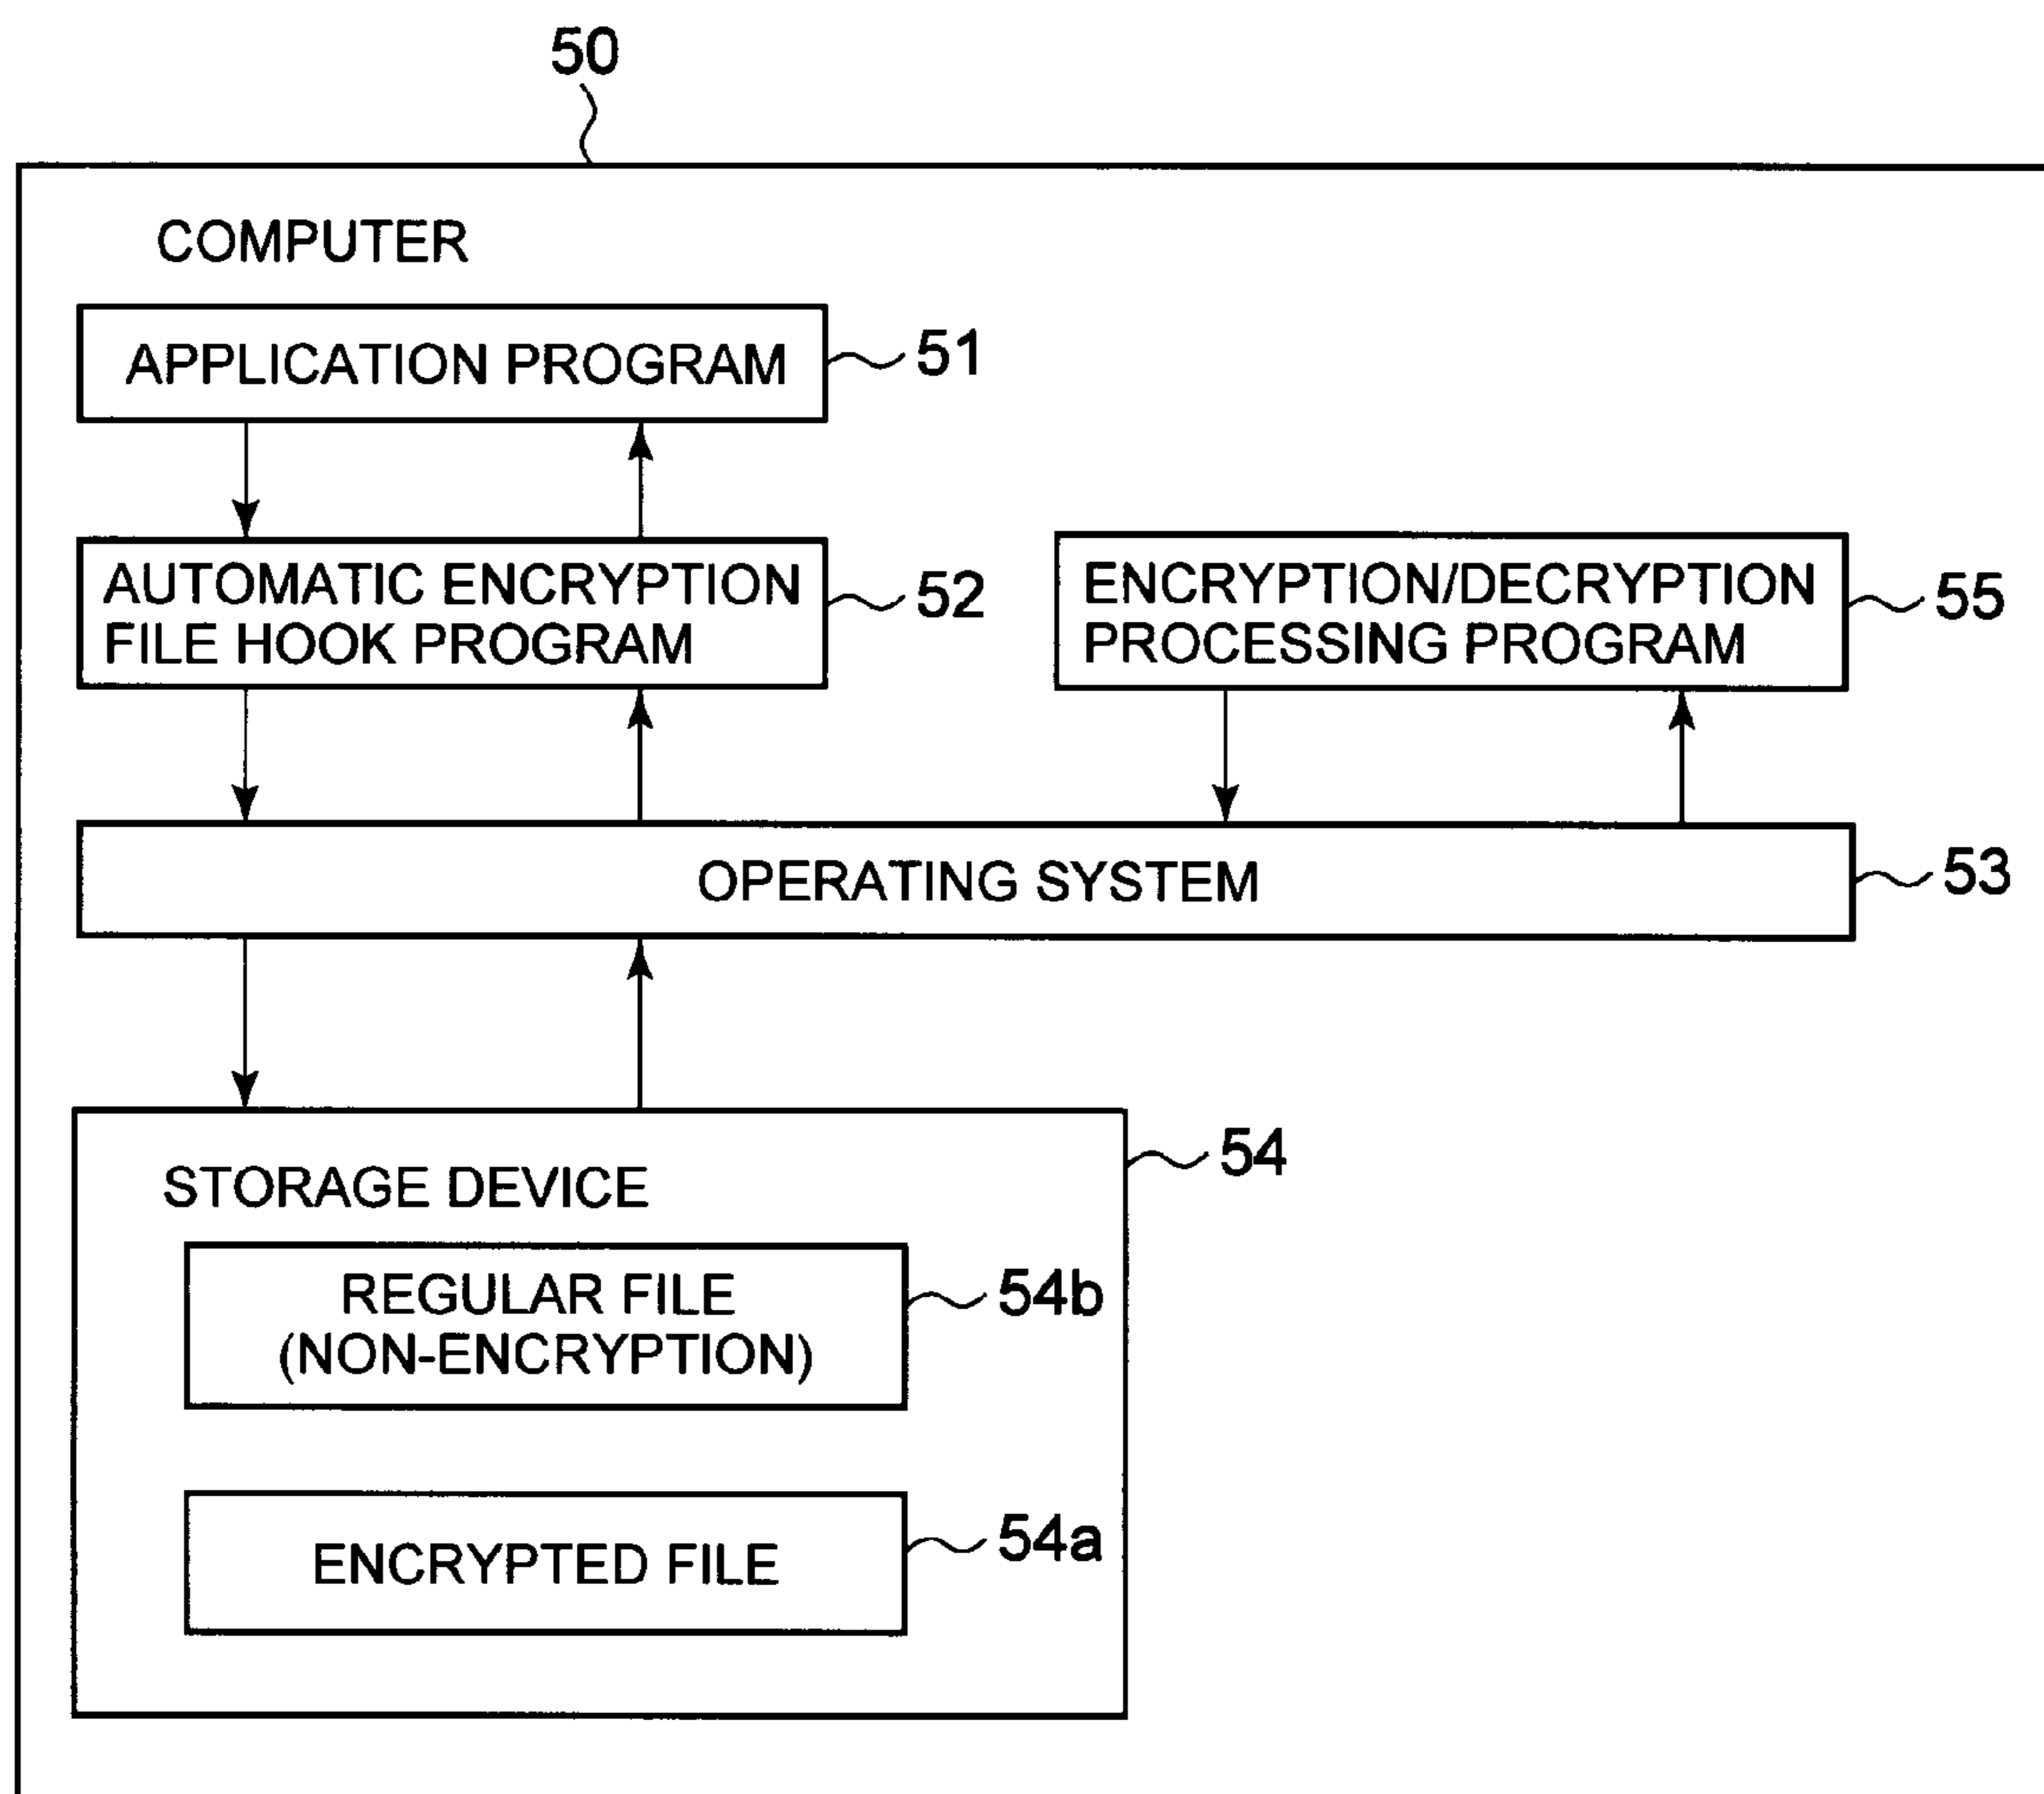 50
COMPUTER
APPLICATION PROGRAM
51
AUTOMATIC ENCRYPTION
FILE HOOK PROGRAM
52
ENCRYPTION/DECRYPTION
PROCESSING PROGRAM
55
OPERATING SYSTEM
53
STORAGE DEVICE
54
REGULAR FILE
(NON-ENCRYPTION)
54b
ENCRYPTED FILE
54a